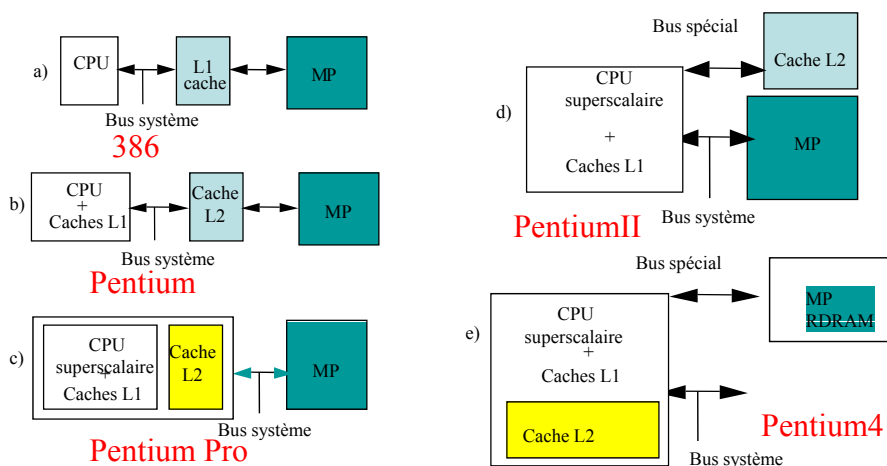 a)
CPU
L1
cache
MP
Bus système
386
b)
CPU
+
Caches L1
Cache
L2
MP
Bus système
Pentium
c)
CPU
superscalaire
+
Caches L1
Cache
L2
MP
Bus système
Pentium Pro
d)
Bus spécial
CPU
superscalaire
+
Caches L1
Cache L2
MP
Bus système
PentiumII
e)
Bus spécial
CPU
superscalaire
+
Caches L1
Cache L2
MP
RDRAM
Bus système
Pentium4